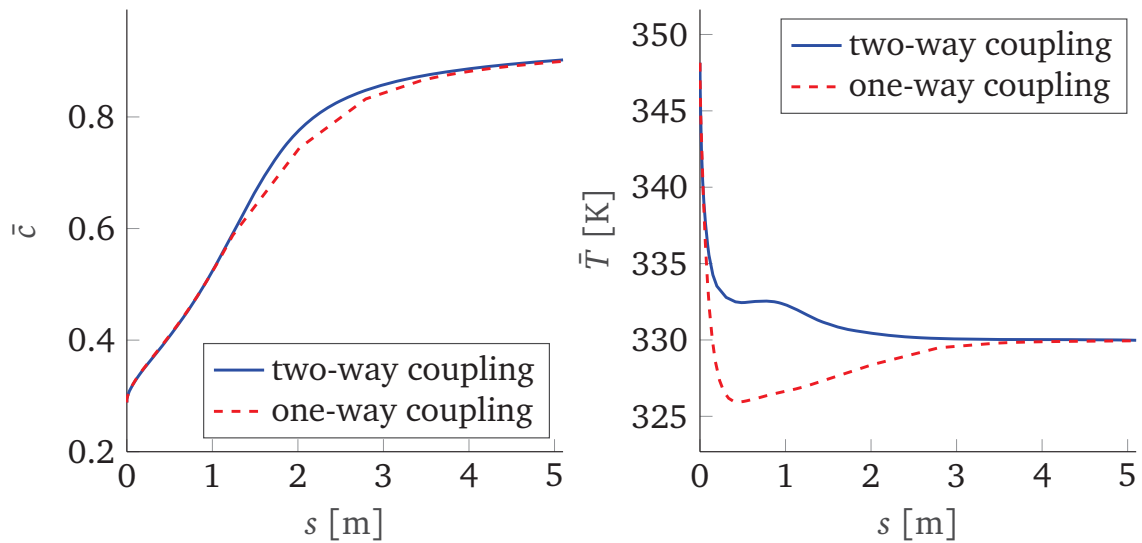 0.8
0.6
0.4
0.2
c̄
two-way coupling
one-way coupling
0 1 2 3 4 5
s [m]
350
345
340
335
330
325
T̄ [K]
two-way coupling
one-way coupling
0 1 2 3 4 5
s [m]